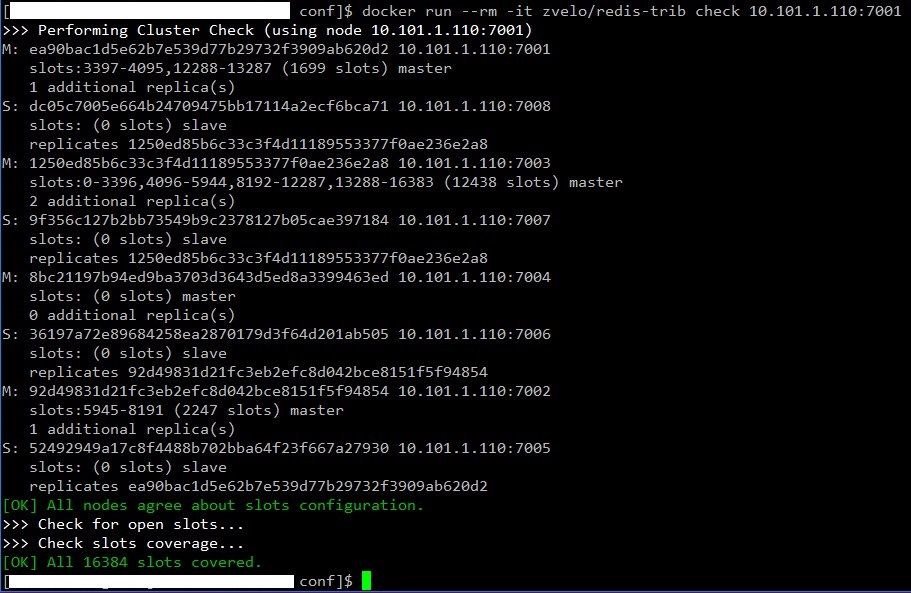 [ conf]$ docker run --rm -it zvelo/redis-trib check 10.101.1.110:7001
>>> Performing Cluster Check (using node 10.101.1.110:7001)
M: ea90bac1d5e62b7e539d77b29732f3909ab620d2 10.101.1.110:7001
slots:3397-4095,12288-13287 (1699 slots) master
1 additional replica(s)
S: dc05c7005e664b24709475bb17114a2ecf6bca71 10.101.1.110:7008
slots: (0 slots) slave
replicates 1250ed85b6c33c3f4d11189553377f0ae236e2a8
M: 1250ed85b6c33c3f4d11189553377f0ae236e2a8 10.101.1.110:7003
slots:0-3396,4096-5944,8192-12287,13288-16383 (12438 slots) master
2 additional replica(s)
S: 9f356c127b2bb73549b9c2378127b05cae397184 10.101.1.110:7007
slots: (0 slots) slave
replicates 1250ed85b6c33c3f4d11189553377f0ae236e2a8
M: 8bc21197b94ed9ba3703d3643d5ed8a3399463ed 10.101.1.110:7004
slots: (0 slots) master
0 additional replica(s)
S: 36197a72e89684258ea2870179d3f64d201ab505 10.101.1.110:7006
slots: (0 slots) slave
replicates 92d49831d21fc3eb2efc8d042bce8151f5f94854
M: 92d49831d21fc3eb2efc8d042bce8151f5f94854 10.101.1.110:7002
slots:5945-8191 (2247 slots) master
1 additional replica(s)
S: 52492949a17c8f4488b702bba64f23f667a27930 10.101.1.110:7005
slots: (0 slots) slave
replicates ea90bac1d5e62b7e539d77b29732f3909ab620d2
[OK] All nodes agree about slots configuration.
>>> Check for open slots...
>>> Check slots coverage...
[OK] All 16384 slots covered.
[ conf]$